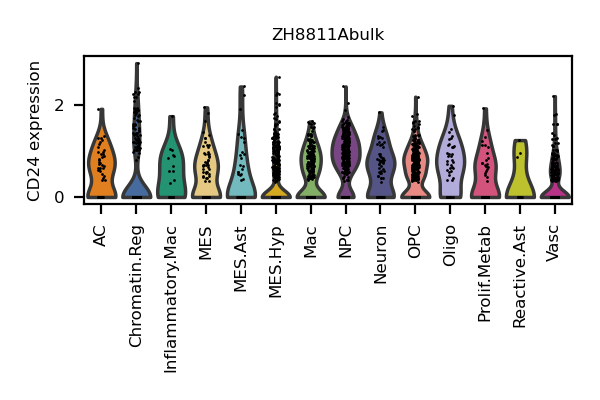 ZH8811Abulk
CD24 expression
2
0
AC
Chromatin.Reg
Inflammatory.Mac
MES
MES.Ast
MES.Hyp
Mac
NPC
Neuron
OPC
Oligo
Prolif.Metab
Reactive.Ast
Vasc